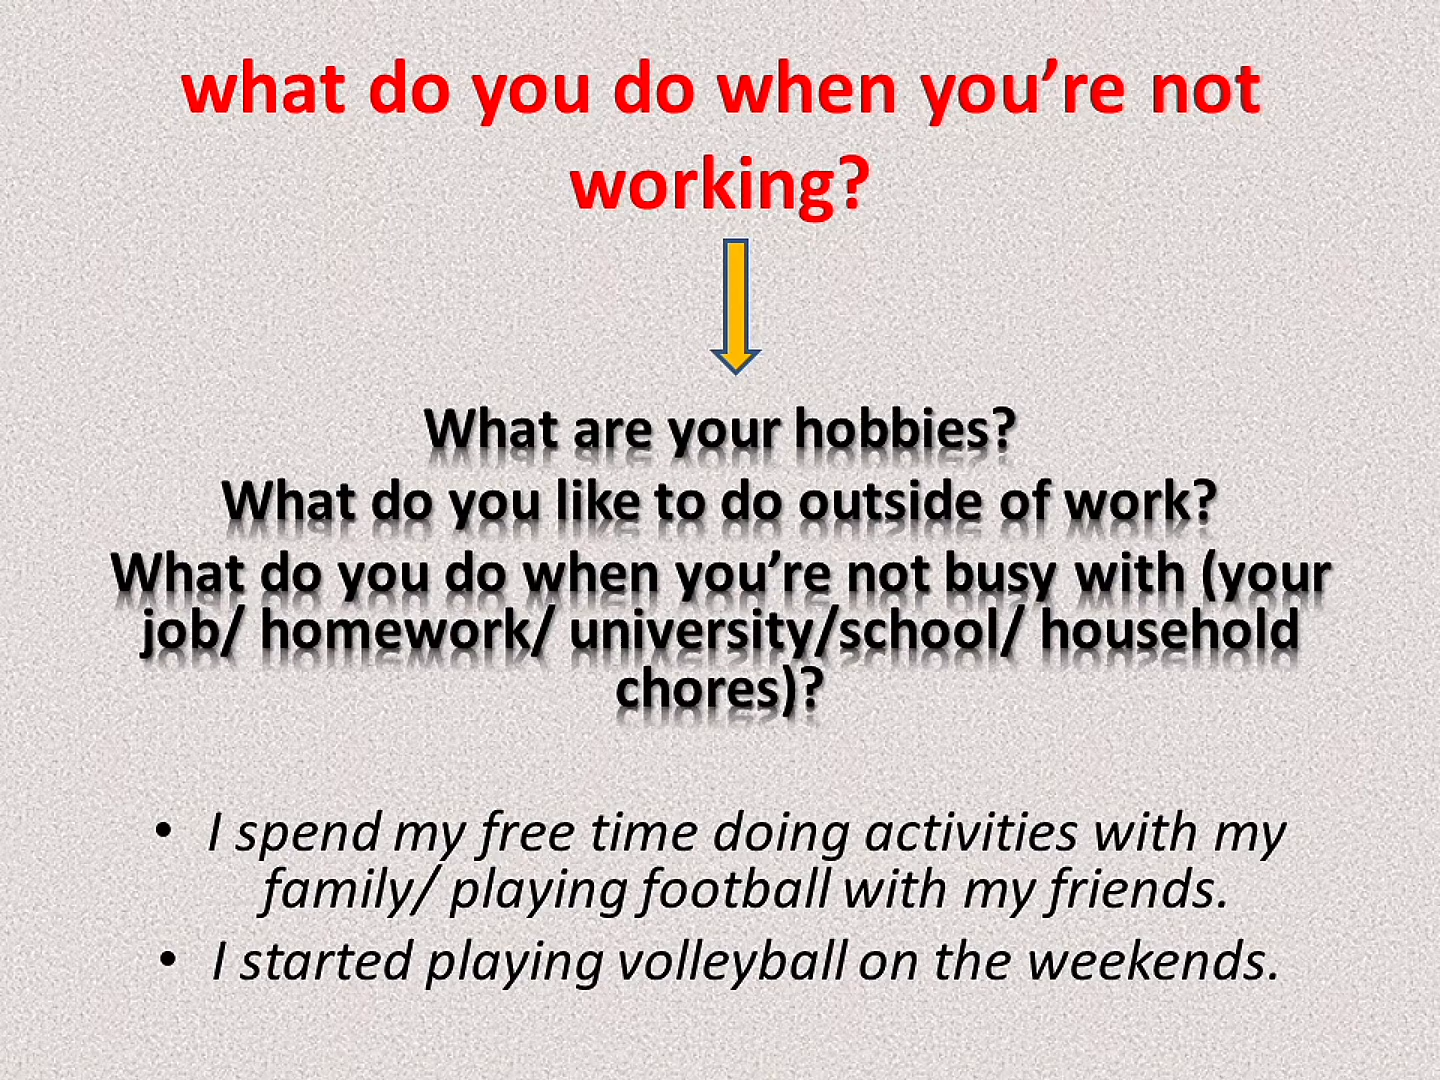 what do you do when you’re not
working?
What are your hobbies?
What do you like to do outside of work?
What do you do when you’re not busy with (your
job/ homework/ university/school/ household
chores)?
• I spend my free time doing activities with my
family/ playing football with my friends.
• I started playing volleyball on the weekends.